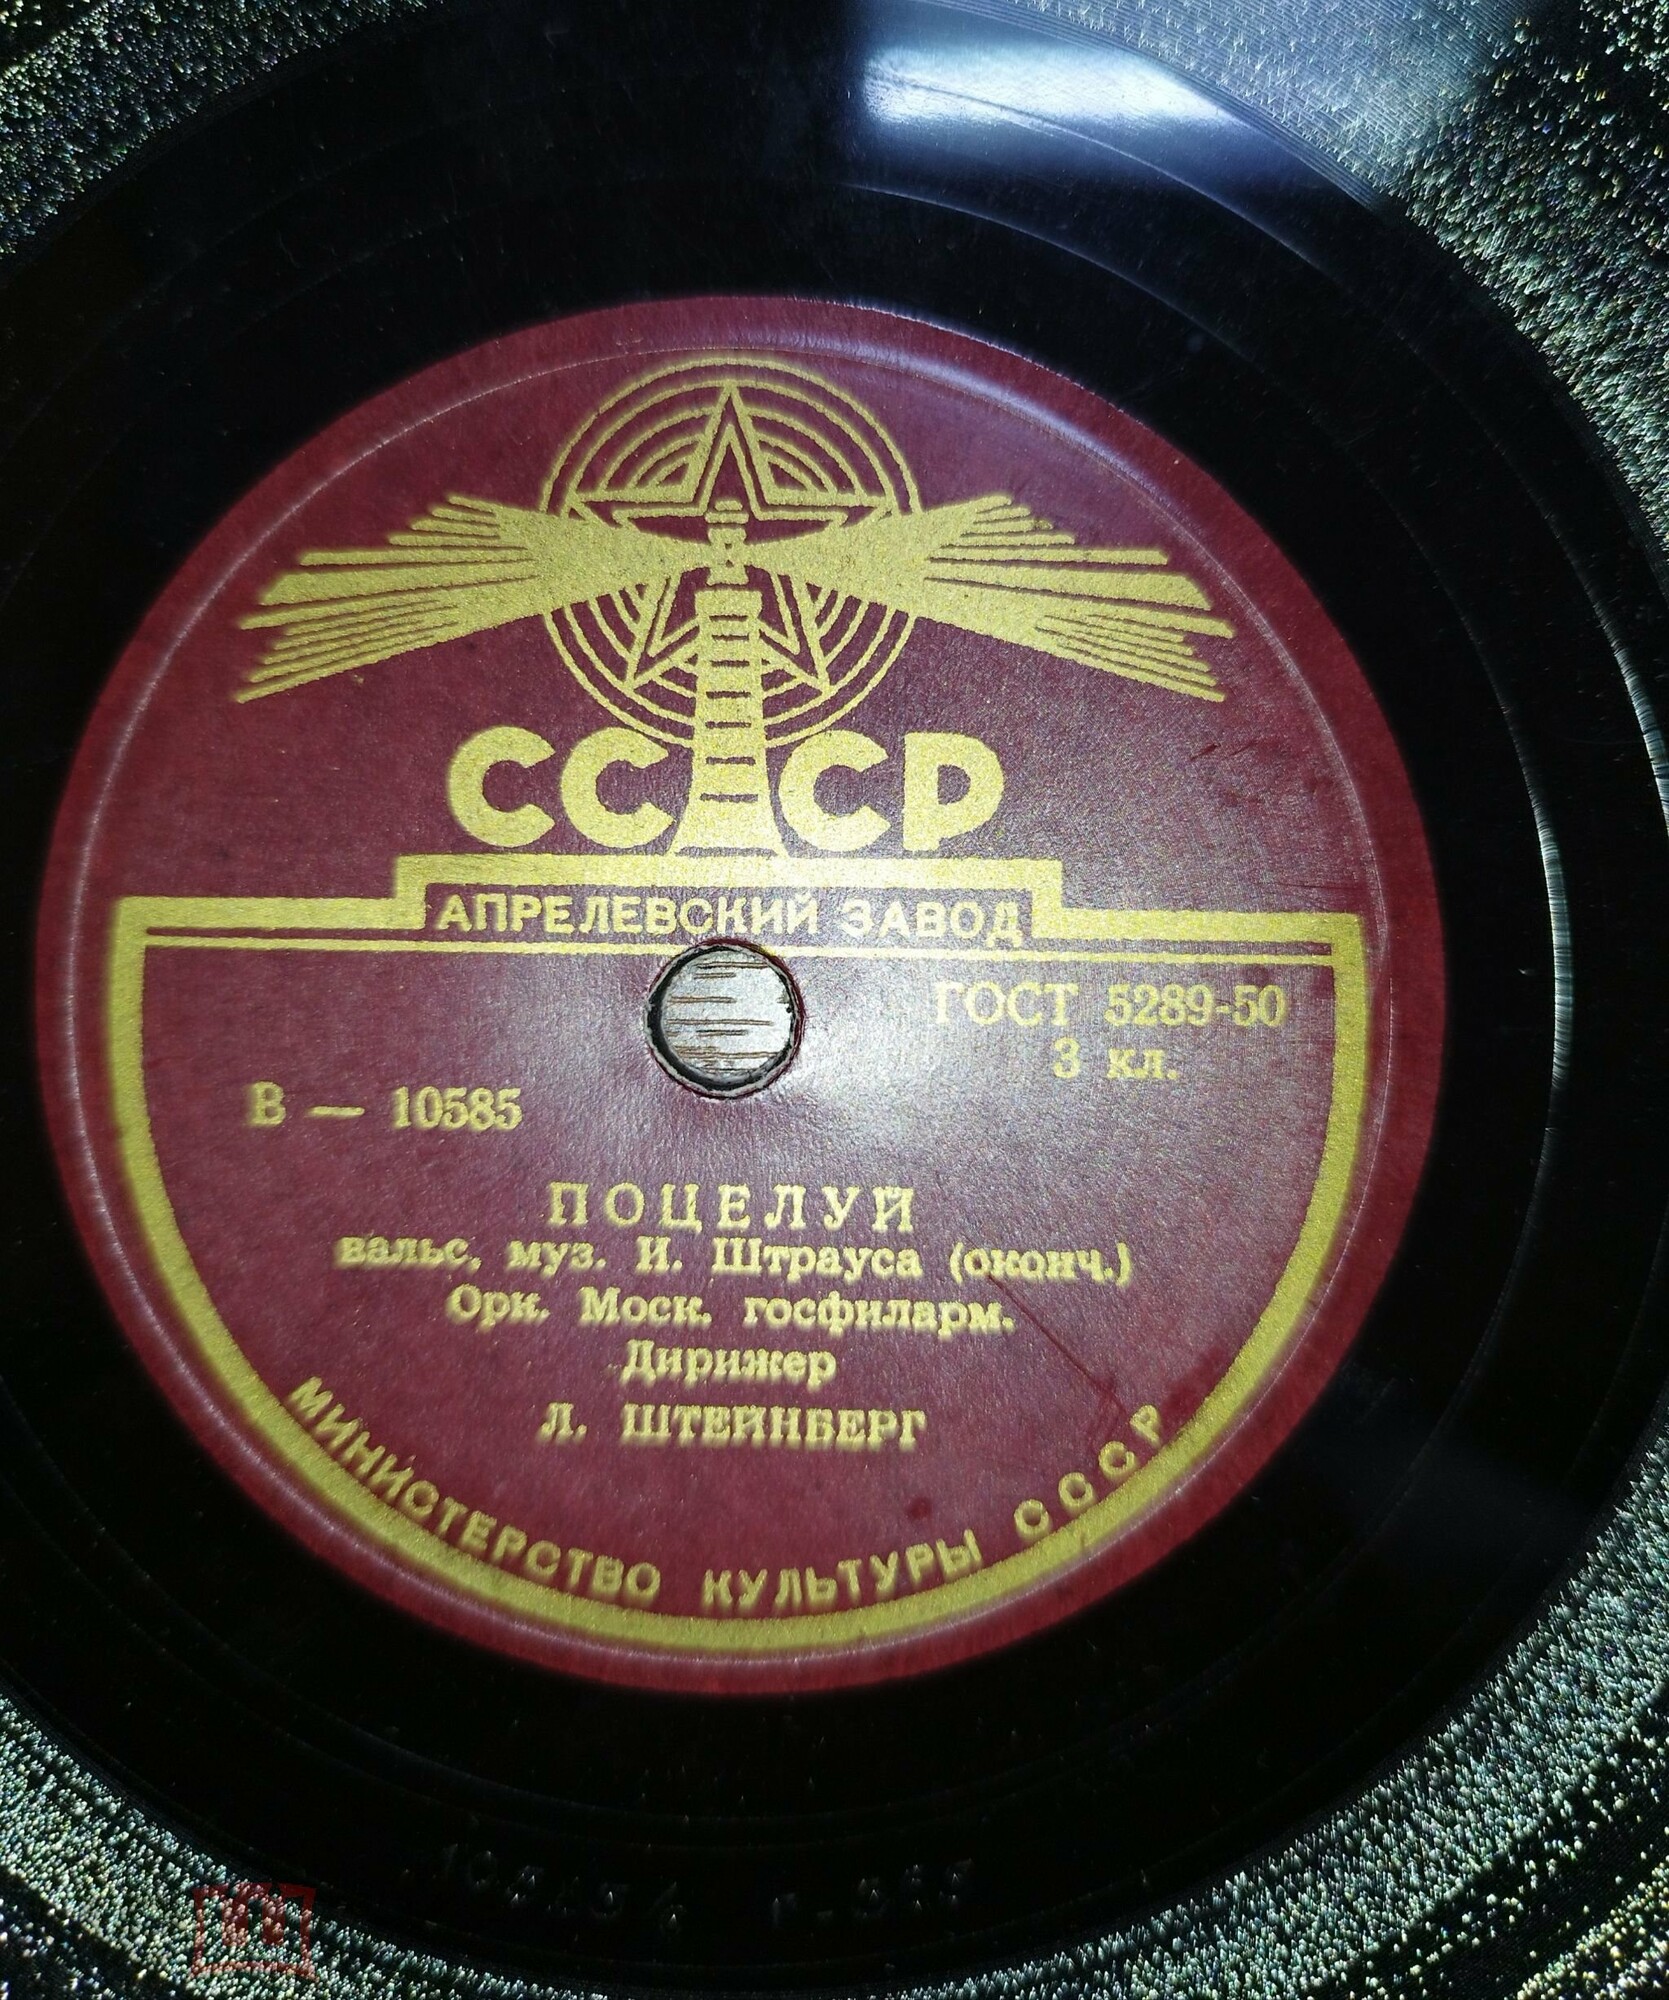 СССР
АПРЕЛЕВСКИЙ ЗАВОД
ГОСТ 5289-50
3 кл.
В — 10585
ПОЦЕЛУЙ
вальс, муз. И. Штрауса (оконч.)
Орк. Моск. госфиларм.
Дирижер
Л. ШТЕЙНБЕРГ
МИНИСТЕРСТВО КУЛЬТУРЫ СССР